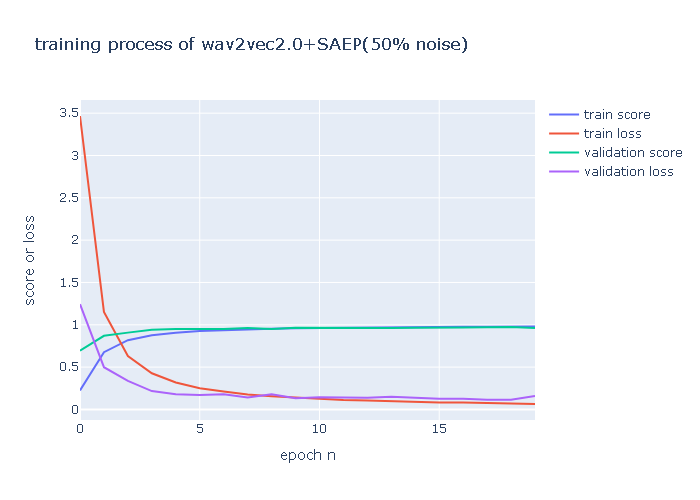 training process of wav2vec2.0+SAEP(50% noise)
3.5
3
2.5
2
1.5
1
0.5
0
score or loss
0 5 10 15
epoch n
train score
train loss
validation score
validation loss